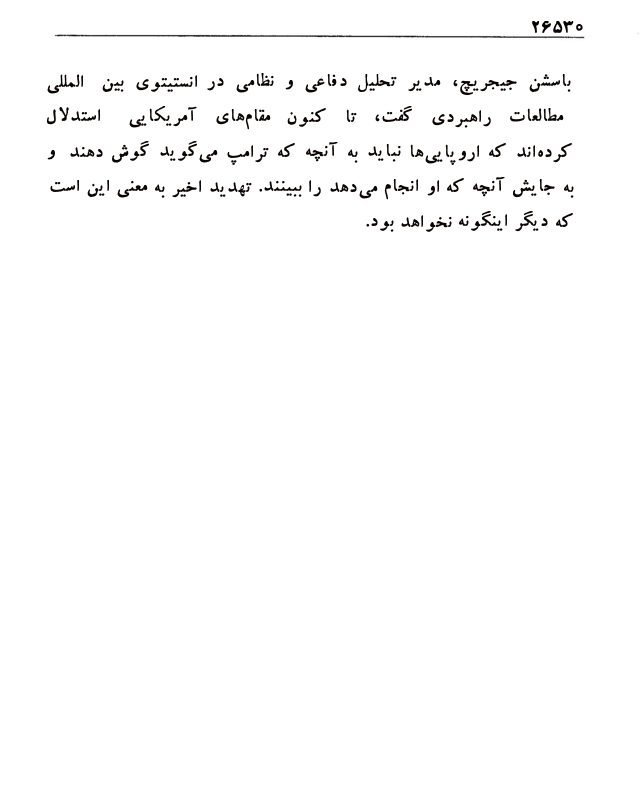 ۲۶۵۳۰
باسشن جیجریچ، مدیر تحلیل دفاعی و نظامی در انستیتوی بین المللی
مطالعات راهبردی گفت، تا کنون مقام‌های آمریکایی استدلال
کرده‌اند که اروپایی‌ها نباید به آنچه که ترامپ می‌گوید گوش دهند و
به جایش آنچه که او انجام می‌دهد را ببینند. تهدید اخیر به معنی این است
که دیگر اینگونه نخواهد بود.